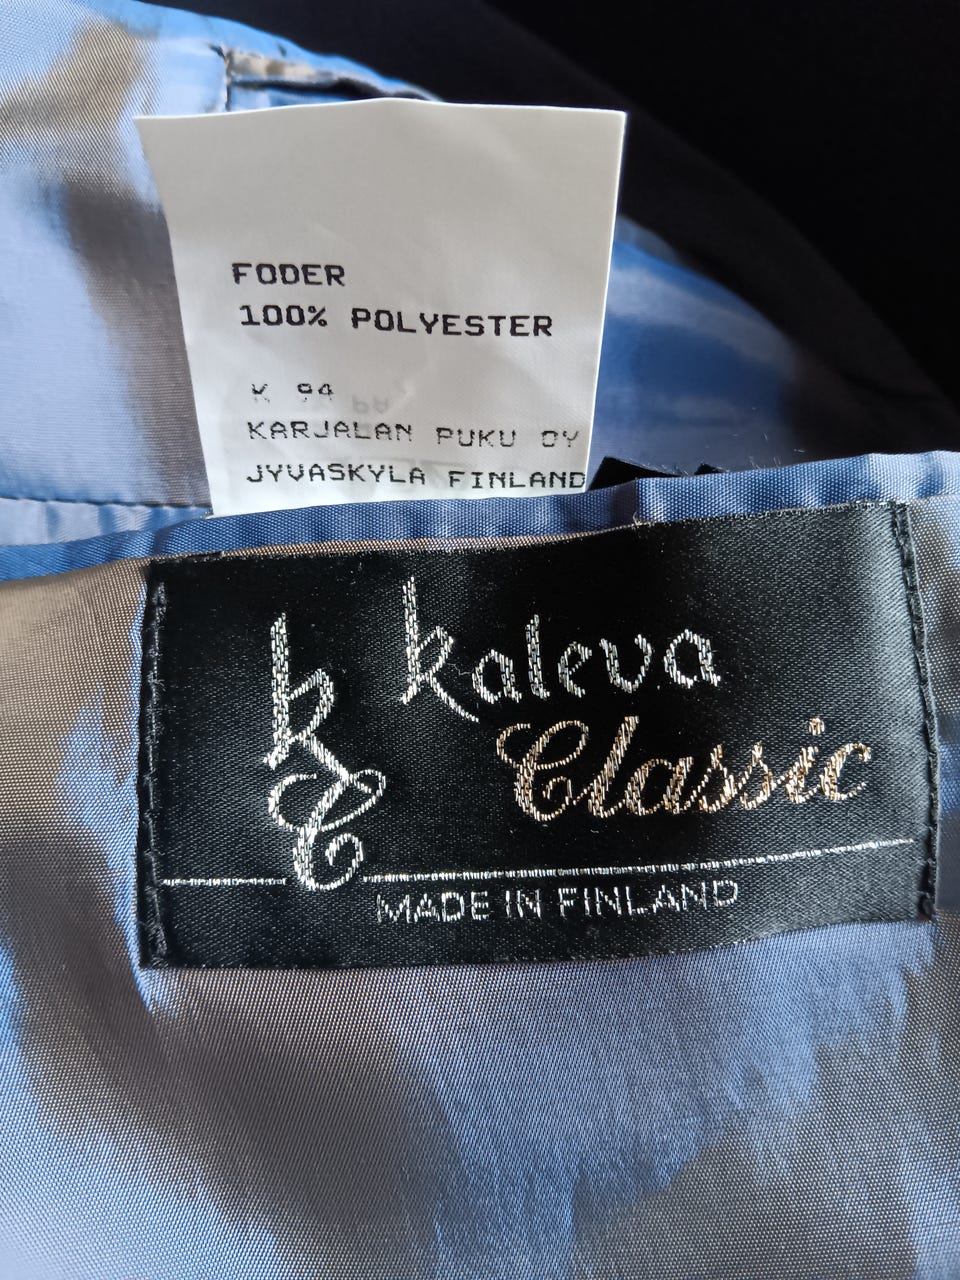 FODER
100% POLYESTER
K 94
KARJALAN PUKU OY
JYVASKYLA FINLAND
kaleva
Classic
MADE IN FINLAND